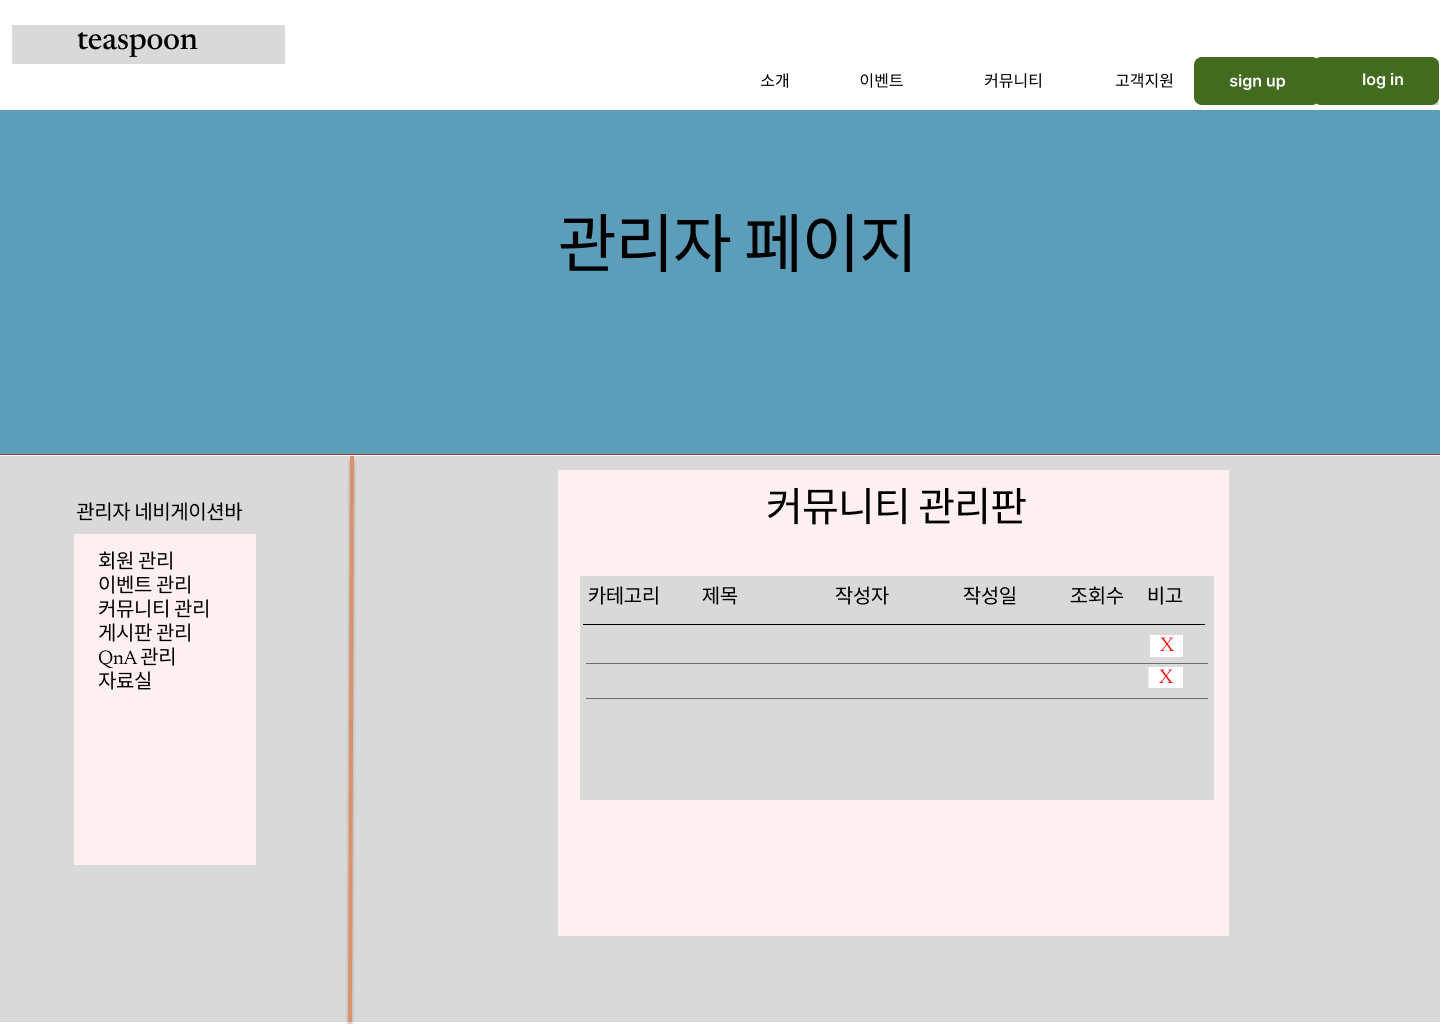 teaspoon
소개 이벤트 커뮤니티 고객지원 sign up log in
관리자 페이지
관리자 네비게이션바
회원 관리
이벤트 관리
커뮤니티 관리
게시판 관리
QnA 관리
자료실
커뮤니티 관리판
카테고리 제목 작성자 작성일 조회수 비고
X
X